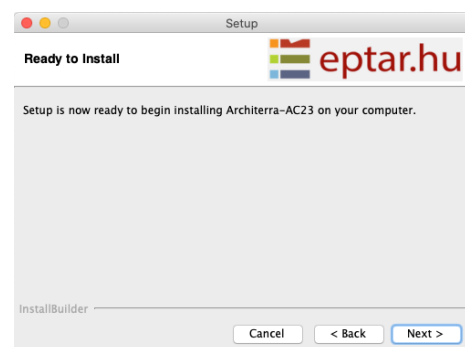 Setup
Ready to Install
eptar.hu
Setup is now ready to begin installing Architerra-AC23 on your computer.
InstallBuilder
Cancel
< Back
Next >